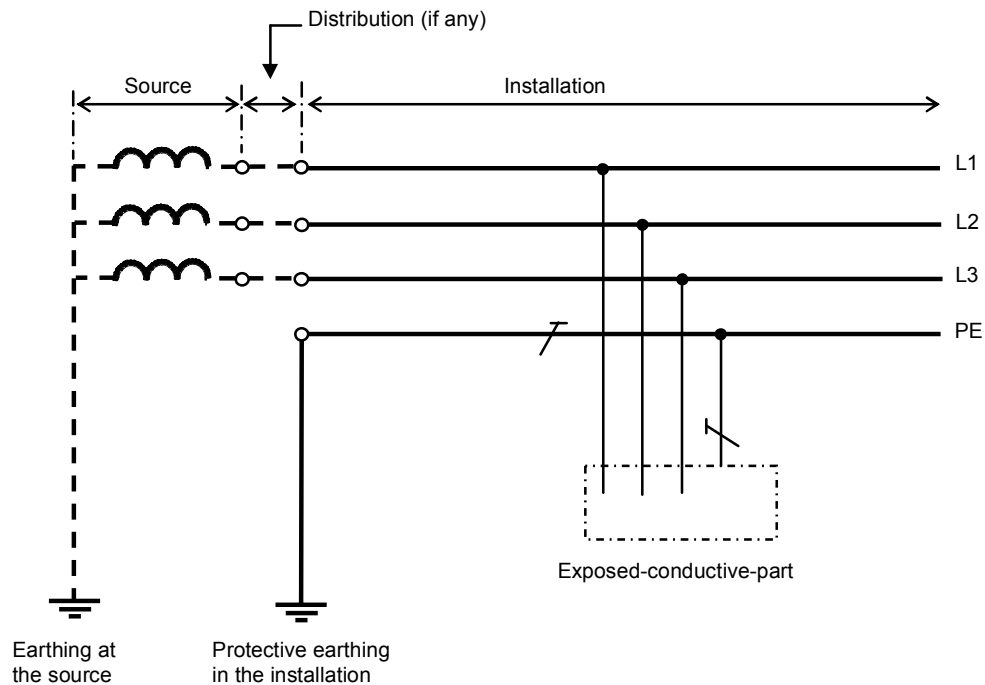 Distribution (if any)
Source
Installation
L1
L2
L3
PE
Exposed-conductive-part
Earthing at
the source
Protective earthing
in the installation